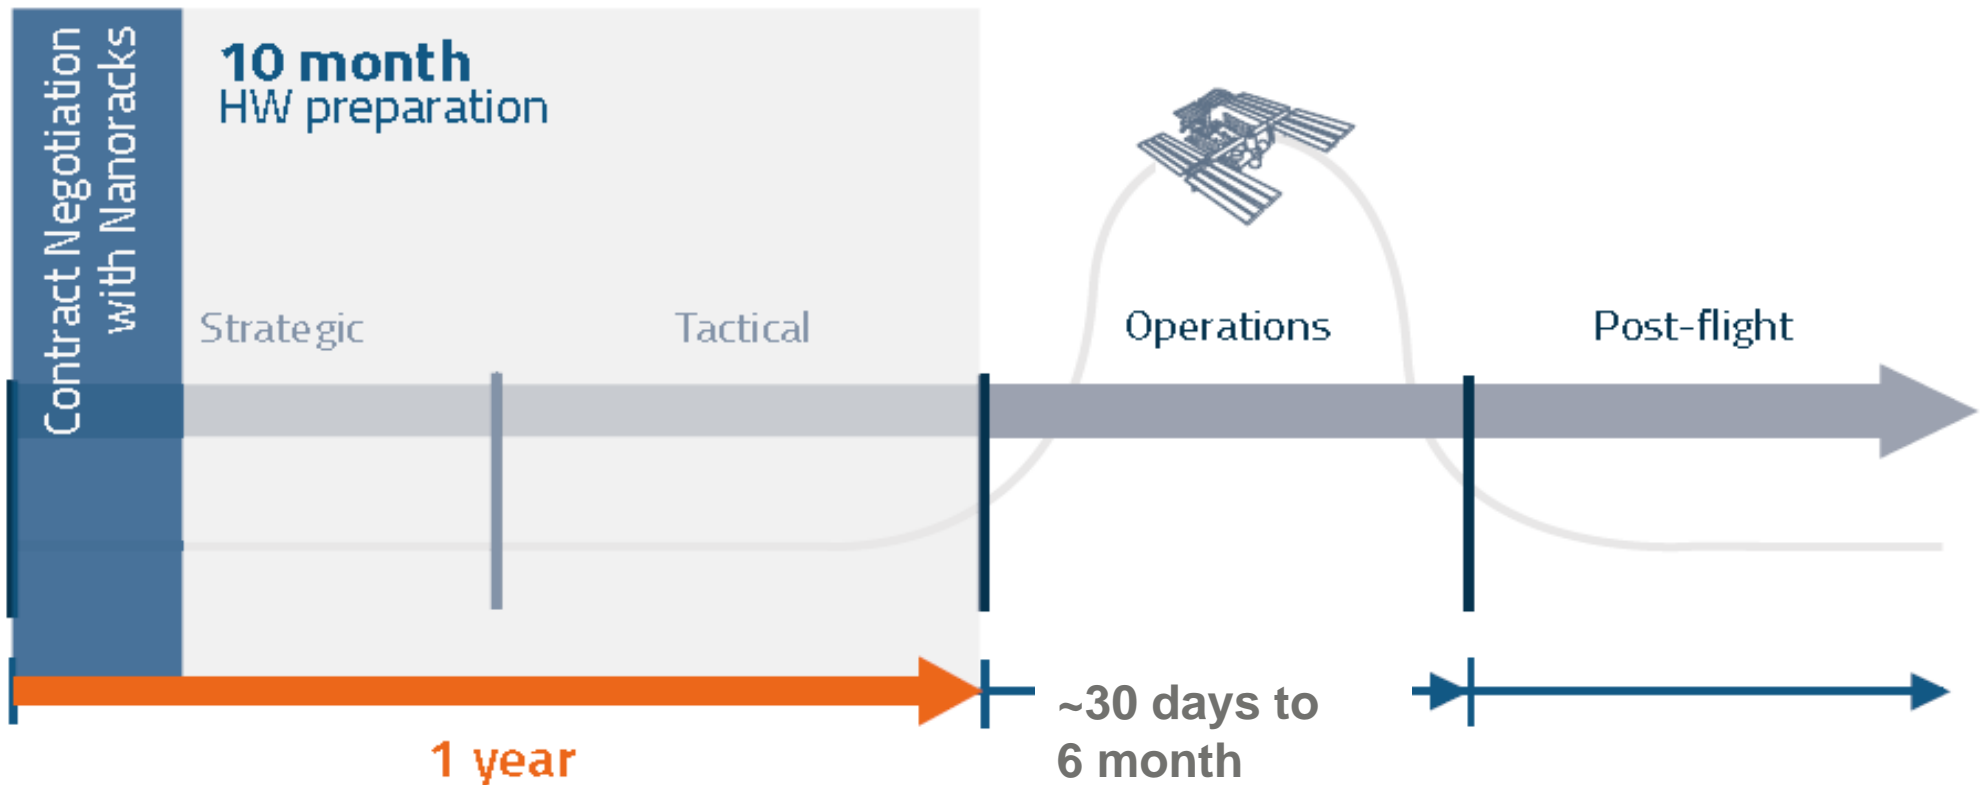 Contract Negotiation
with Nanoracks
10 month
HW preparation
Strategic
Tactical
Operations
Post-flight
1 year
~30 days to
6 month